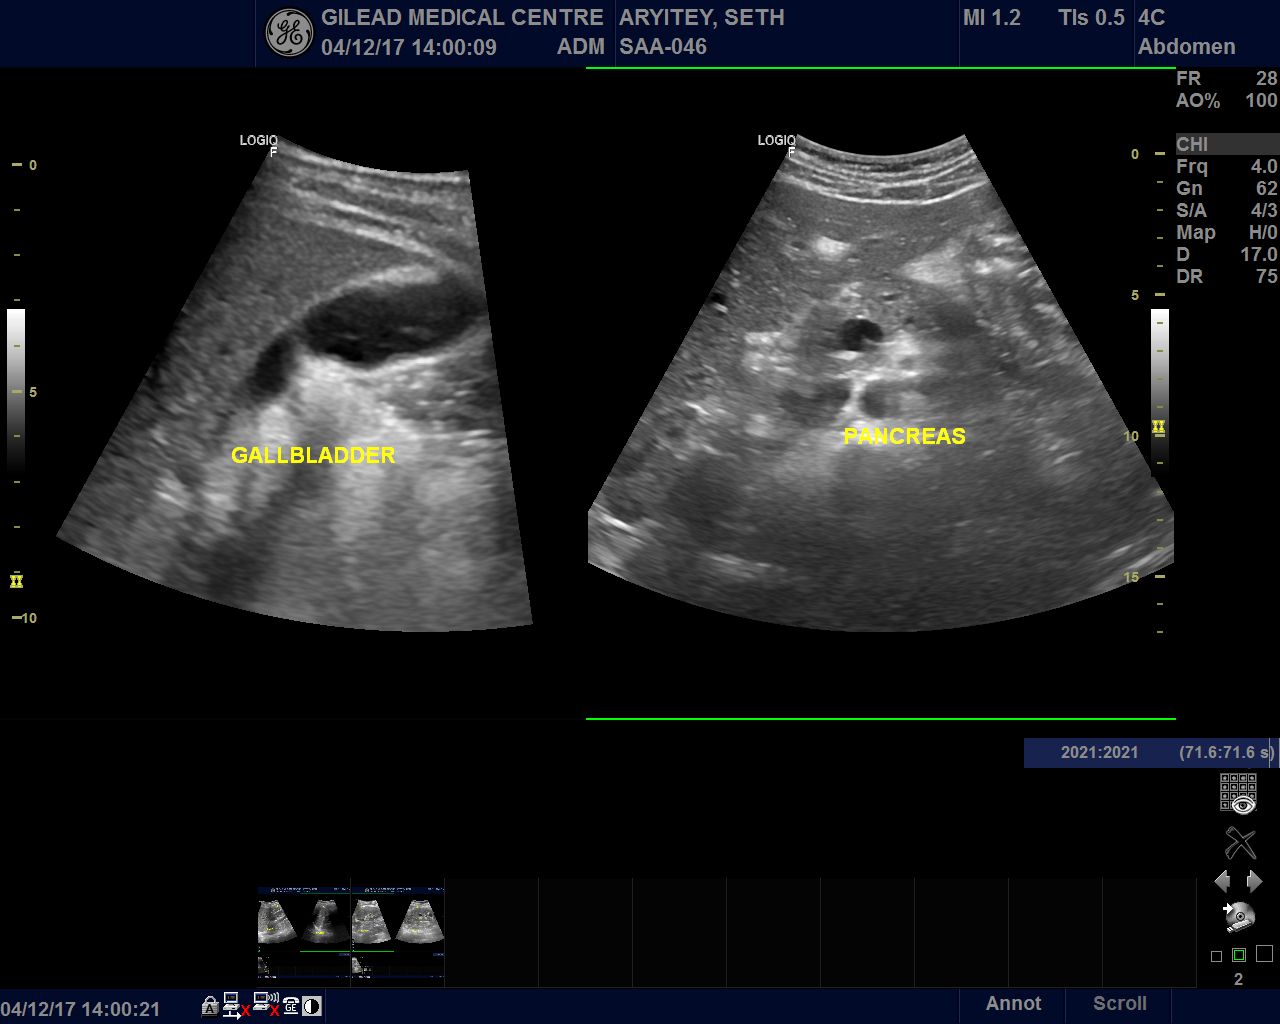 GILEAD MEDICAL CENTRE
04/12/17 14:00:09 ADM
ARYITEY, SETH
SAA-046
MI 1.2 TIs 0.5
4C
Abdomen
FR 28
AO% 100
CHI
Frq 4.0
Gn 62
S/A 4/3
Map H/0
D 17.0
DR 75
LOGIQ
F
0
5
10
GALLBLADDER
LOGIQ
F
0
5
10
15
PANCREAS
2021:2021 (71.6:71.6 s)
2
04/12/17 14:00:21
Annot
Scroll